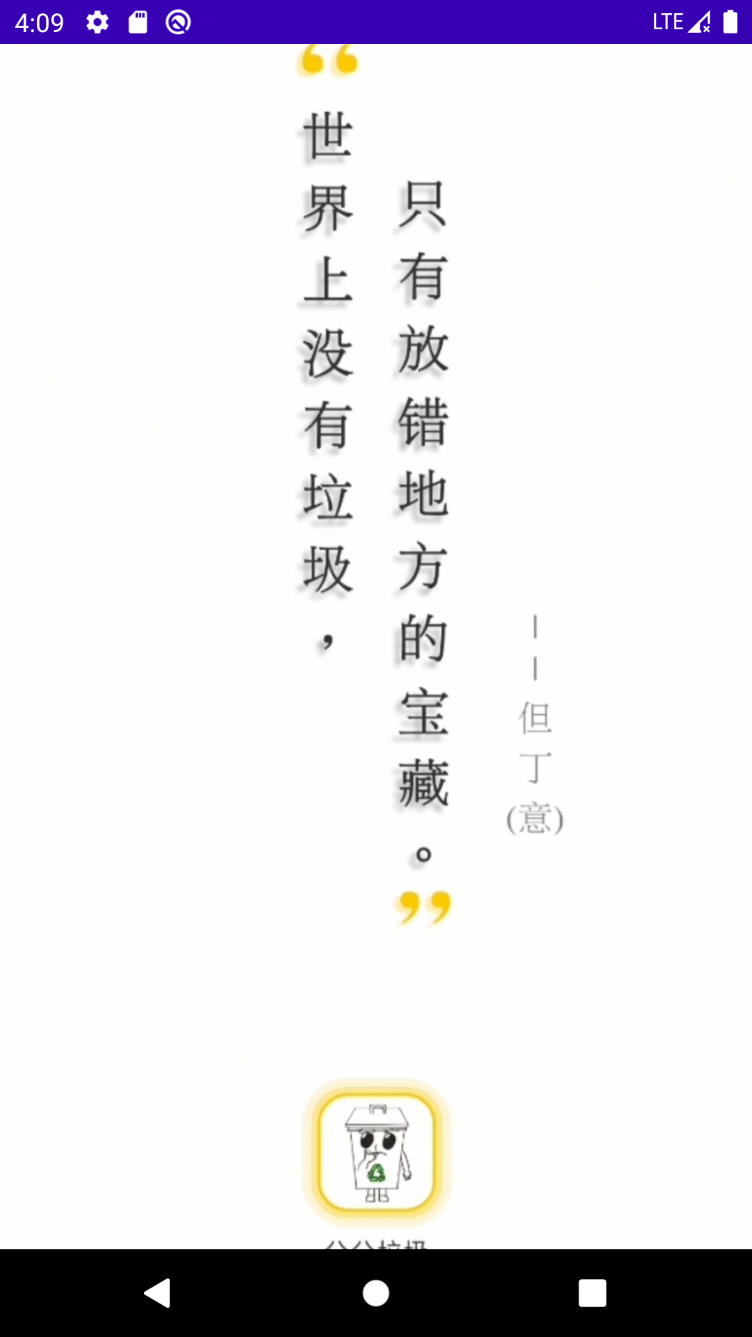 4:09
LTE
“
世界上没有垃圾，
只有放错地方的宝藏。
”
——但丁(意)